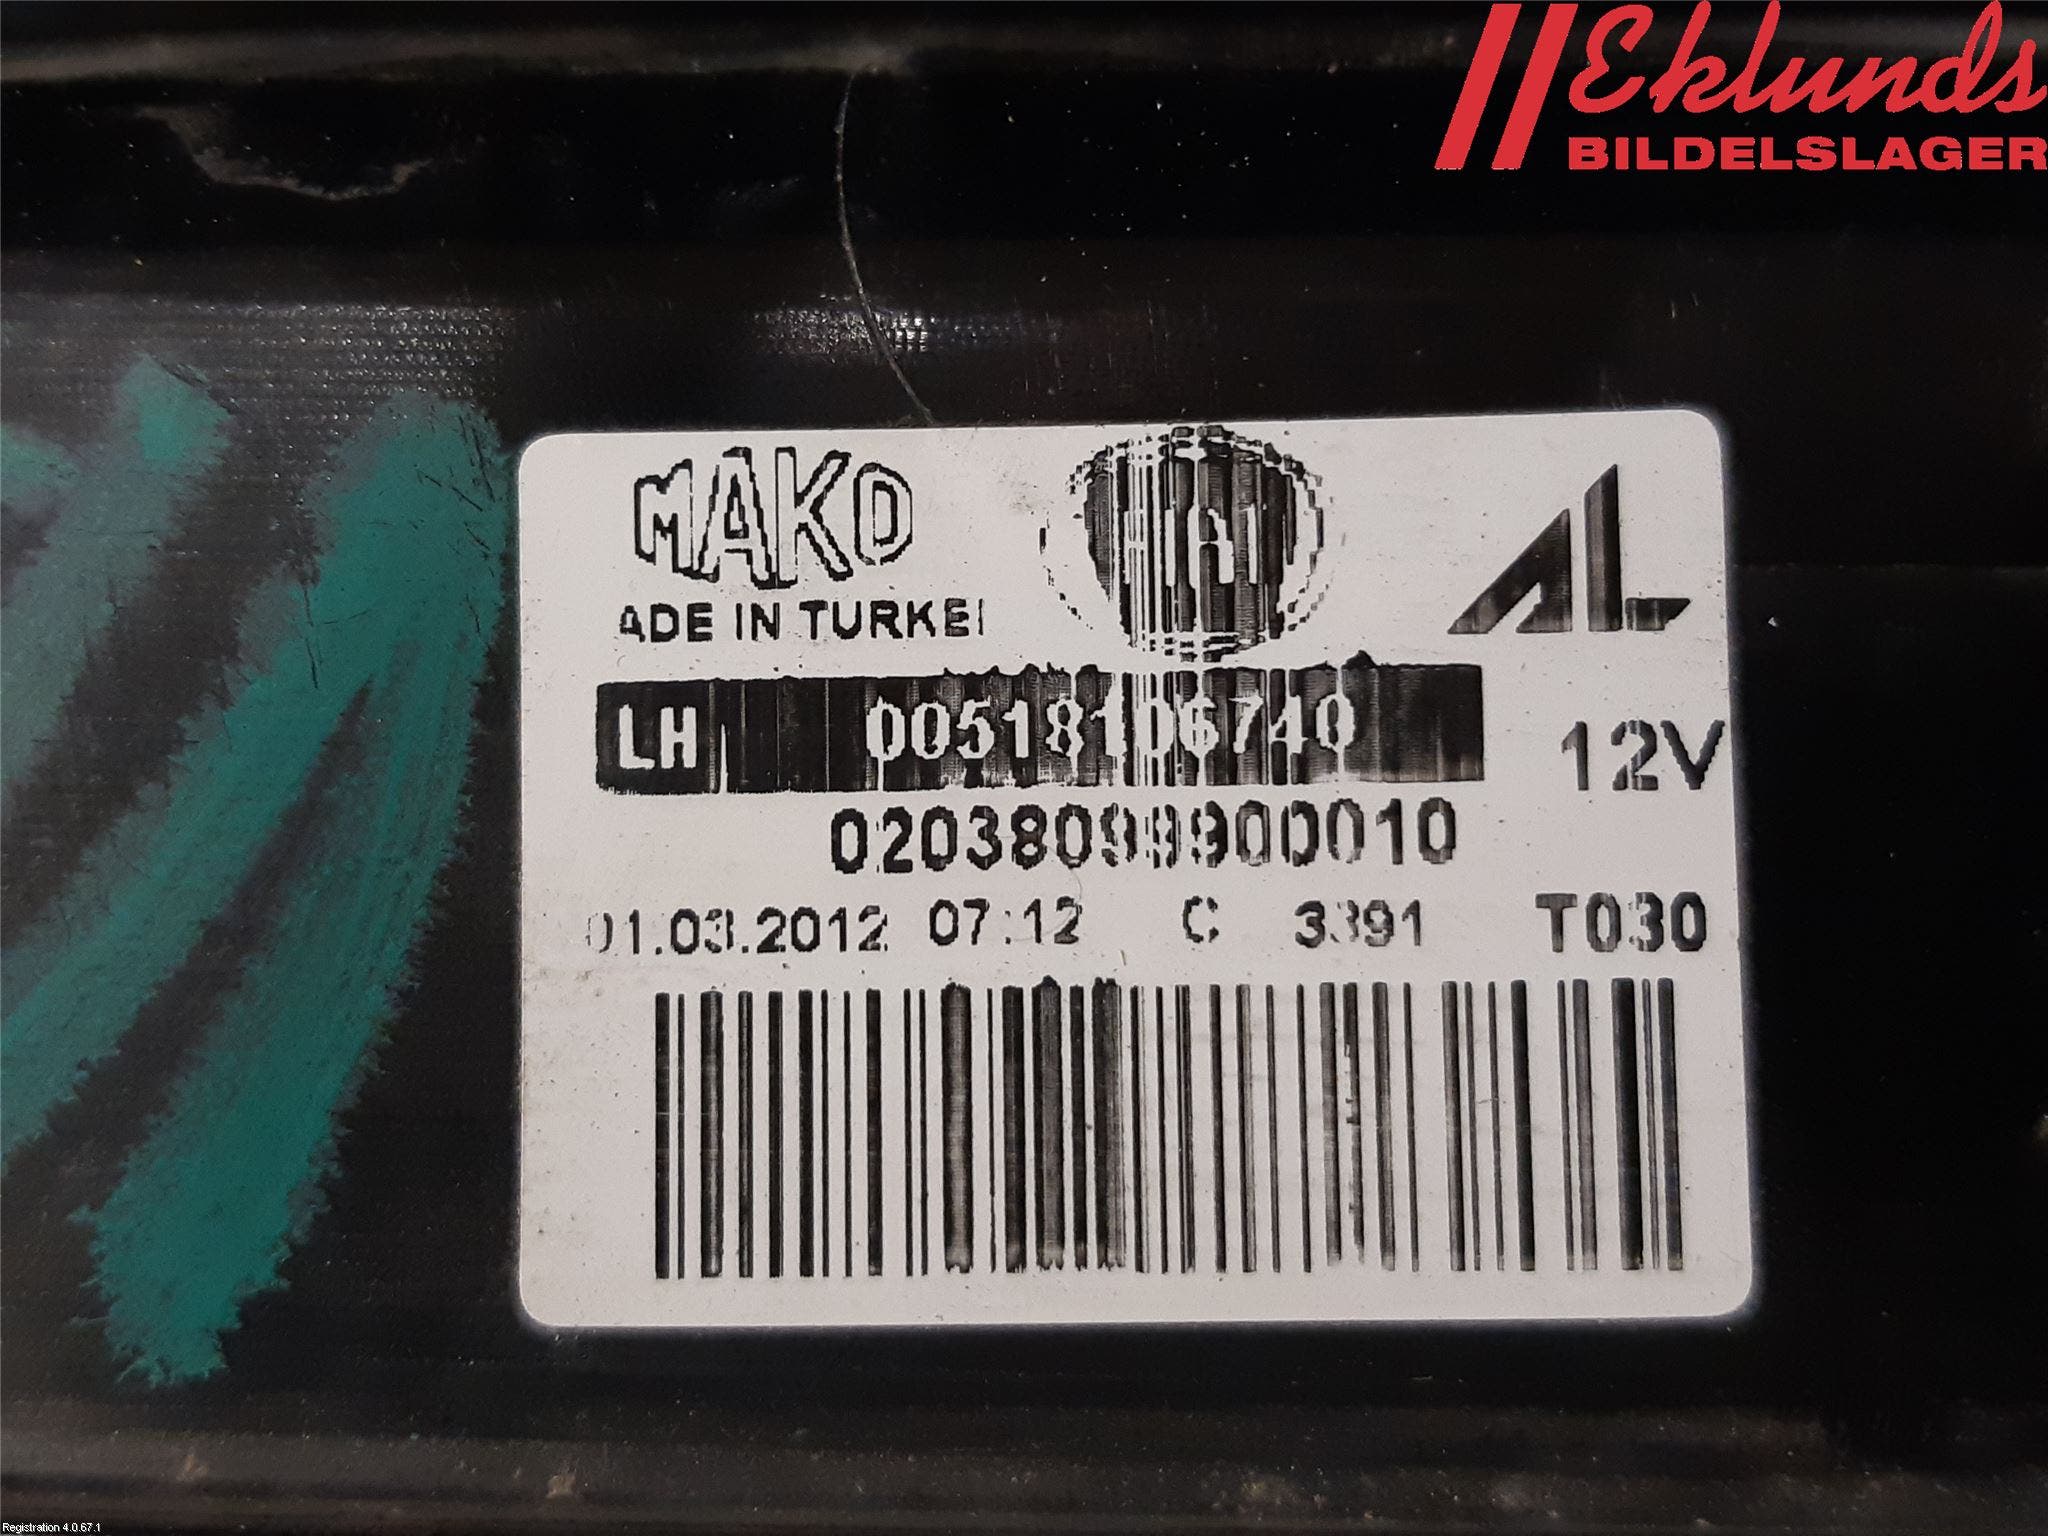 Eklunds
BILDELSLAGER
MAKO
ADE IN TURKEI
AL
LH 00518106740
12V
02038099900010
01.03.2012 07:12 C 3391 T030
Registration 4.0.67.1